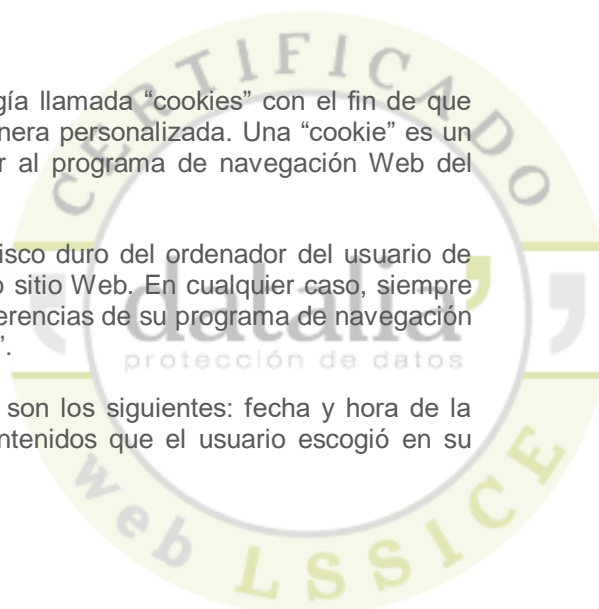 CERTIFICADO
gía llamada “cookies” con el fin de que
nera personalizada. Una “cookie” es un
r al programa de navegación Web del
isco duro del ordenador del usuario de
o sitio Web. En cualquier caso, siempre
erencias de su programa de navegación
”.
datalia
protección de datos
son los siguientes: fecha y hora de la
ntenidos que el usuario escogió en su
web LSSICE